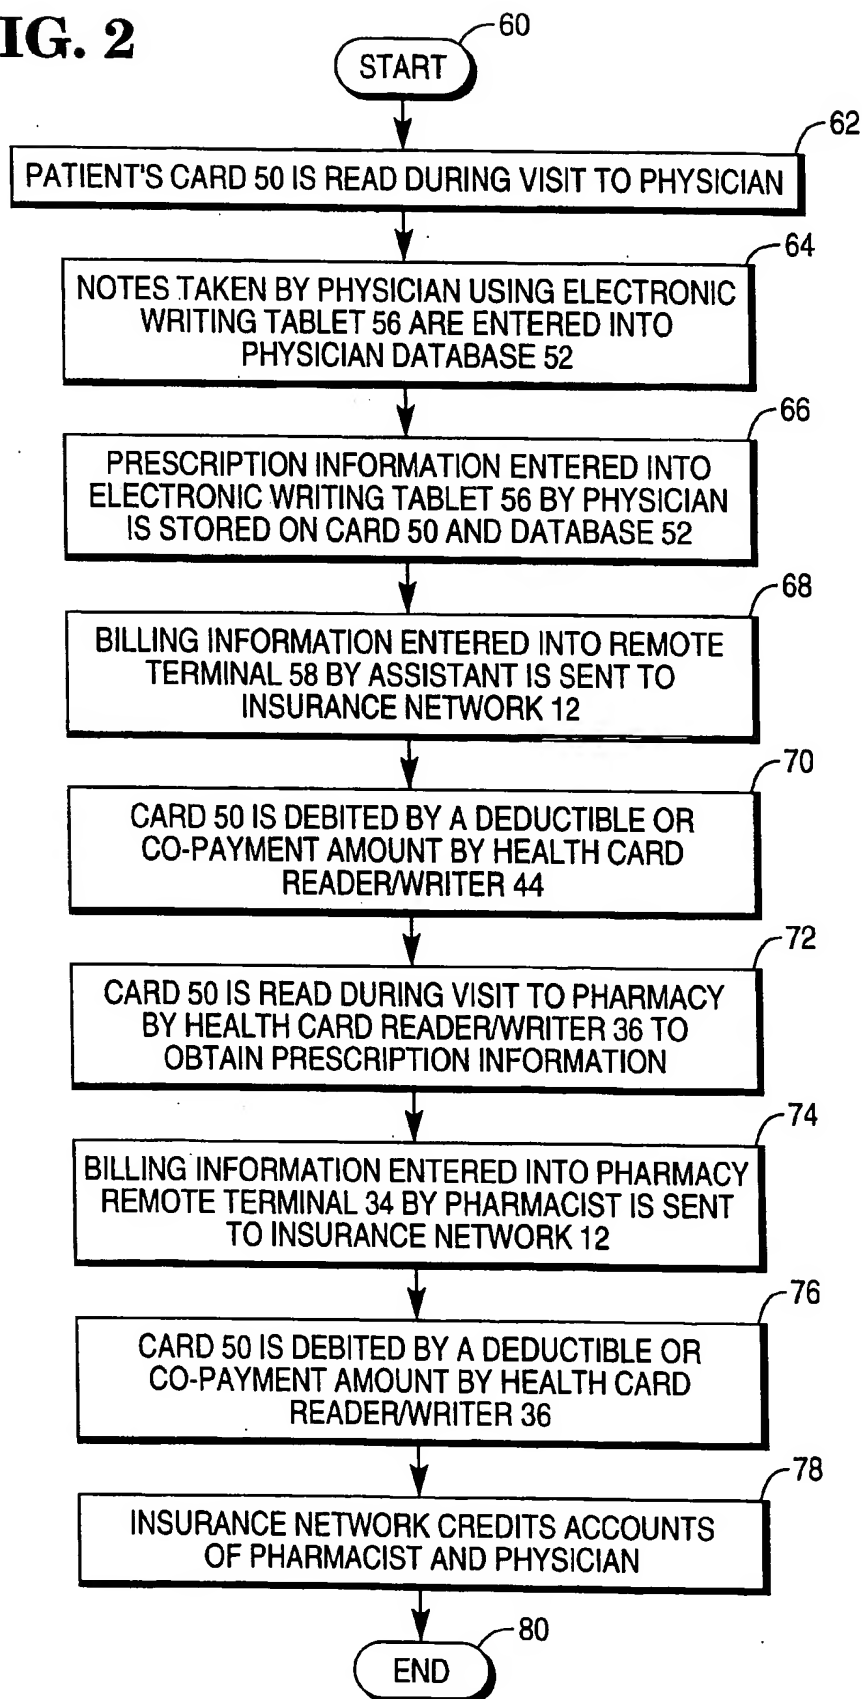 IG. 2
60
START
62
PATIENT'S CARD 50 IS READ DURING VISIT TO PHYSICIAN
64
NOTES TAKEN BY PHYSICIAN USING ELECTRONIC
WRITING TABLET 56 ARE ENTERED INTO
PHYSICIAN DATABASE 52
66
PRESCRIPTION INFORMATION ENTERED INTO
ELECTRONIC WRITING TABLET 56 BY PHYSICIAN
IS STORED ON CARD 50 AND DATABASE 52
68
BILLING INFORMATION ENTERED INTO REMOTE
TERMINAL 58 BY ASSISTANT IS SENT TO
INSURANCE NETWORK 12
70
CARD 50 IS DEBITED BY A DEDUCTIBLE OR
CO-PAYMENT AMOUNT BY HEALTH CARD
READER/WRITER 44
72
CARD 50 IS READ DURING VISIT TO PHARMACY
BY HEALTH CARD READER/WRITER 36 TO
OBTAIN PRESCRIPTION INFORMATION
74
BILLING INFORMATION ENTERED INTO PHARMACY
REMOTE TERMINAL 34 BY PHARMACIST IS SENT
TO INSURANCE NETWORK 12
76
CARD 50 IS DEBITED BY A DEDUCTIBLE OR
CO-PAYMENT AMOUNT BY HEALTH CARD
READER/WRITER 36
78
INSURANCE NETWORK CREDITS ACCOUNTS
OF PHARMACIST AND PHYSICIAN
80
END